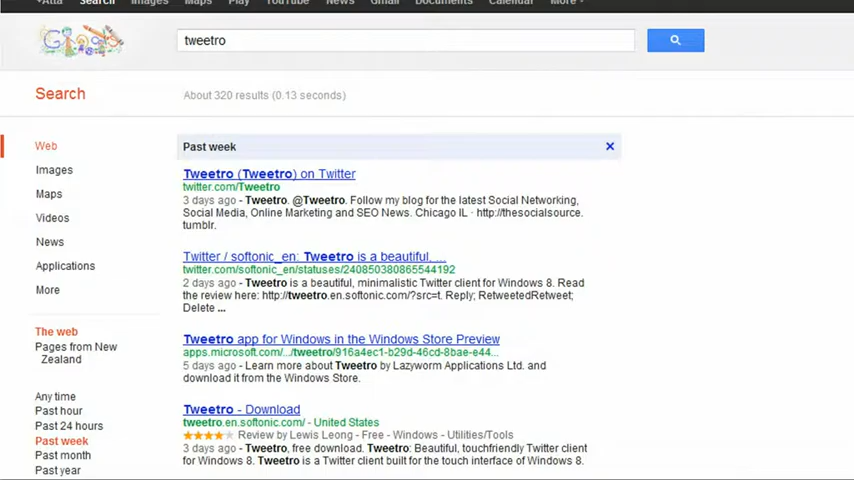 +Atta Search Images Maps Play YouTube News Gmail Documents Calendar More
tweetro
Search
About 320 results (0.13 seconds)
Web
Images
Maps
Videos
News
Applications
More
The web
Pages from New
Zealand
Any time
Past hour
Past 24 hours
Past week
Past month
Past year
Past week
Tweetro (Tweetro) on Twitter
twitter.com/Tweetro
3 days ago - Tweetro. @Tweetro. Follow my blog for the latest Social Networking,
Social Media, Online Marketing and SEO News. Chicago IL · http://thesocialsource.
tumblr.
Twitter / softonic_en: Tweetro is a beautiful, ...
twitter.com/softonic_en/statuses/240850380865544192
2 days ago - Tweetro is a beautiful, minimalistic Twitter client for Windows 8. Read
the review here: http://tweetro.en.softonic.com/?src=t. Reply; RetweetedRetweet;
Delete ...
Tweetro app for Windows in the Windows Store Preview
apps.microsoft.com/.../tweetro/916a4ec1-b29d-46cd-8bae-e44...
5 days ago - Learn more about Tweetro by Lazyworm Applications Ltd. and
download it from the Windows Store.
Tweetro - Download
tweetro.en.softonic.com/ - United States
Review by Lewis Leong - Free - Windows - Utilities/Tools
3 days ago - Tweetro, free download. Tweetro: Beautiful, touchfriendly Twitter client
for Windows 8. Tweetro is a Twitter client built for the touch interface of Windows 8.